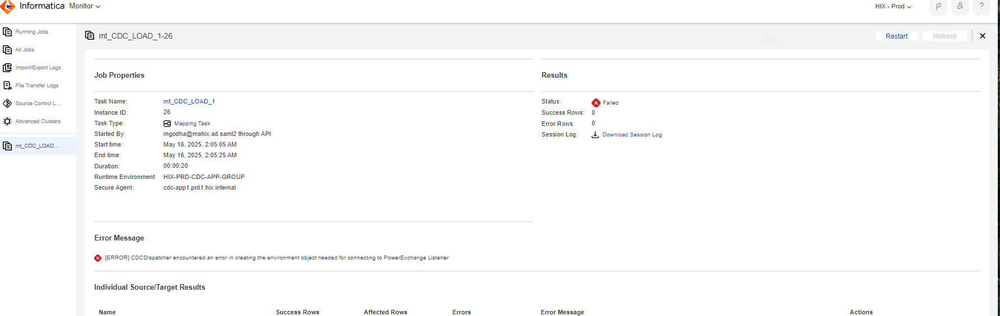 Informatica Monitor
HIX - Prod
?
Running Jobs
All Jobs
Import/Export Logs
File Transfer Logs
Source Control L...
Advanced Clusters
mt_CDC_LOAD...
mt_CDC_LOAD_1-26
Restart Refresh
Job Properties
Task Name: mt_CDC_LOAD_1
Instance ID: 26
Task Type: Mapping Task
Started By: mgodha@mahix.ad.saml2 through API
Start time: May 16, 2025, 2:05:05 AM
End time: May 16, 2025, 2:05:25 AM
Duration: 00:00:20
Runtime Environment: HIX-PRD-CDC-APP-GROUP
Secure Agent: cdc-app1.prd1.hix.internal
Results
Status: Failed
Success Rows: 0
Error Rows: 0
Session Log: Download Session Log
Error Message
[ERROR] CDCDispatcher encountered an error in creating the environment object needed for connecting to PowerExchange Listener
Individual Source/Target Results
Name Success Rows Affected Rows Errors Error Message Actions